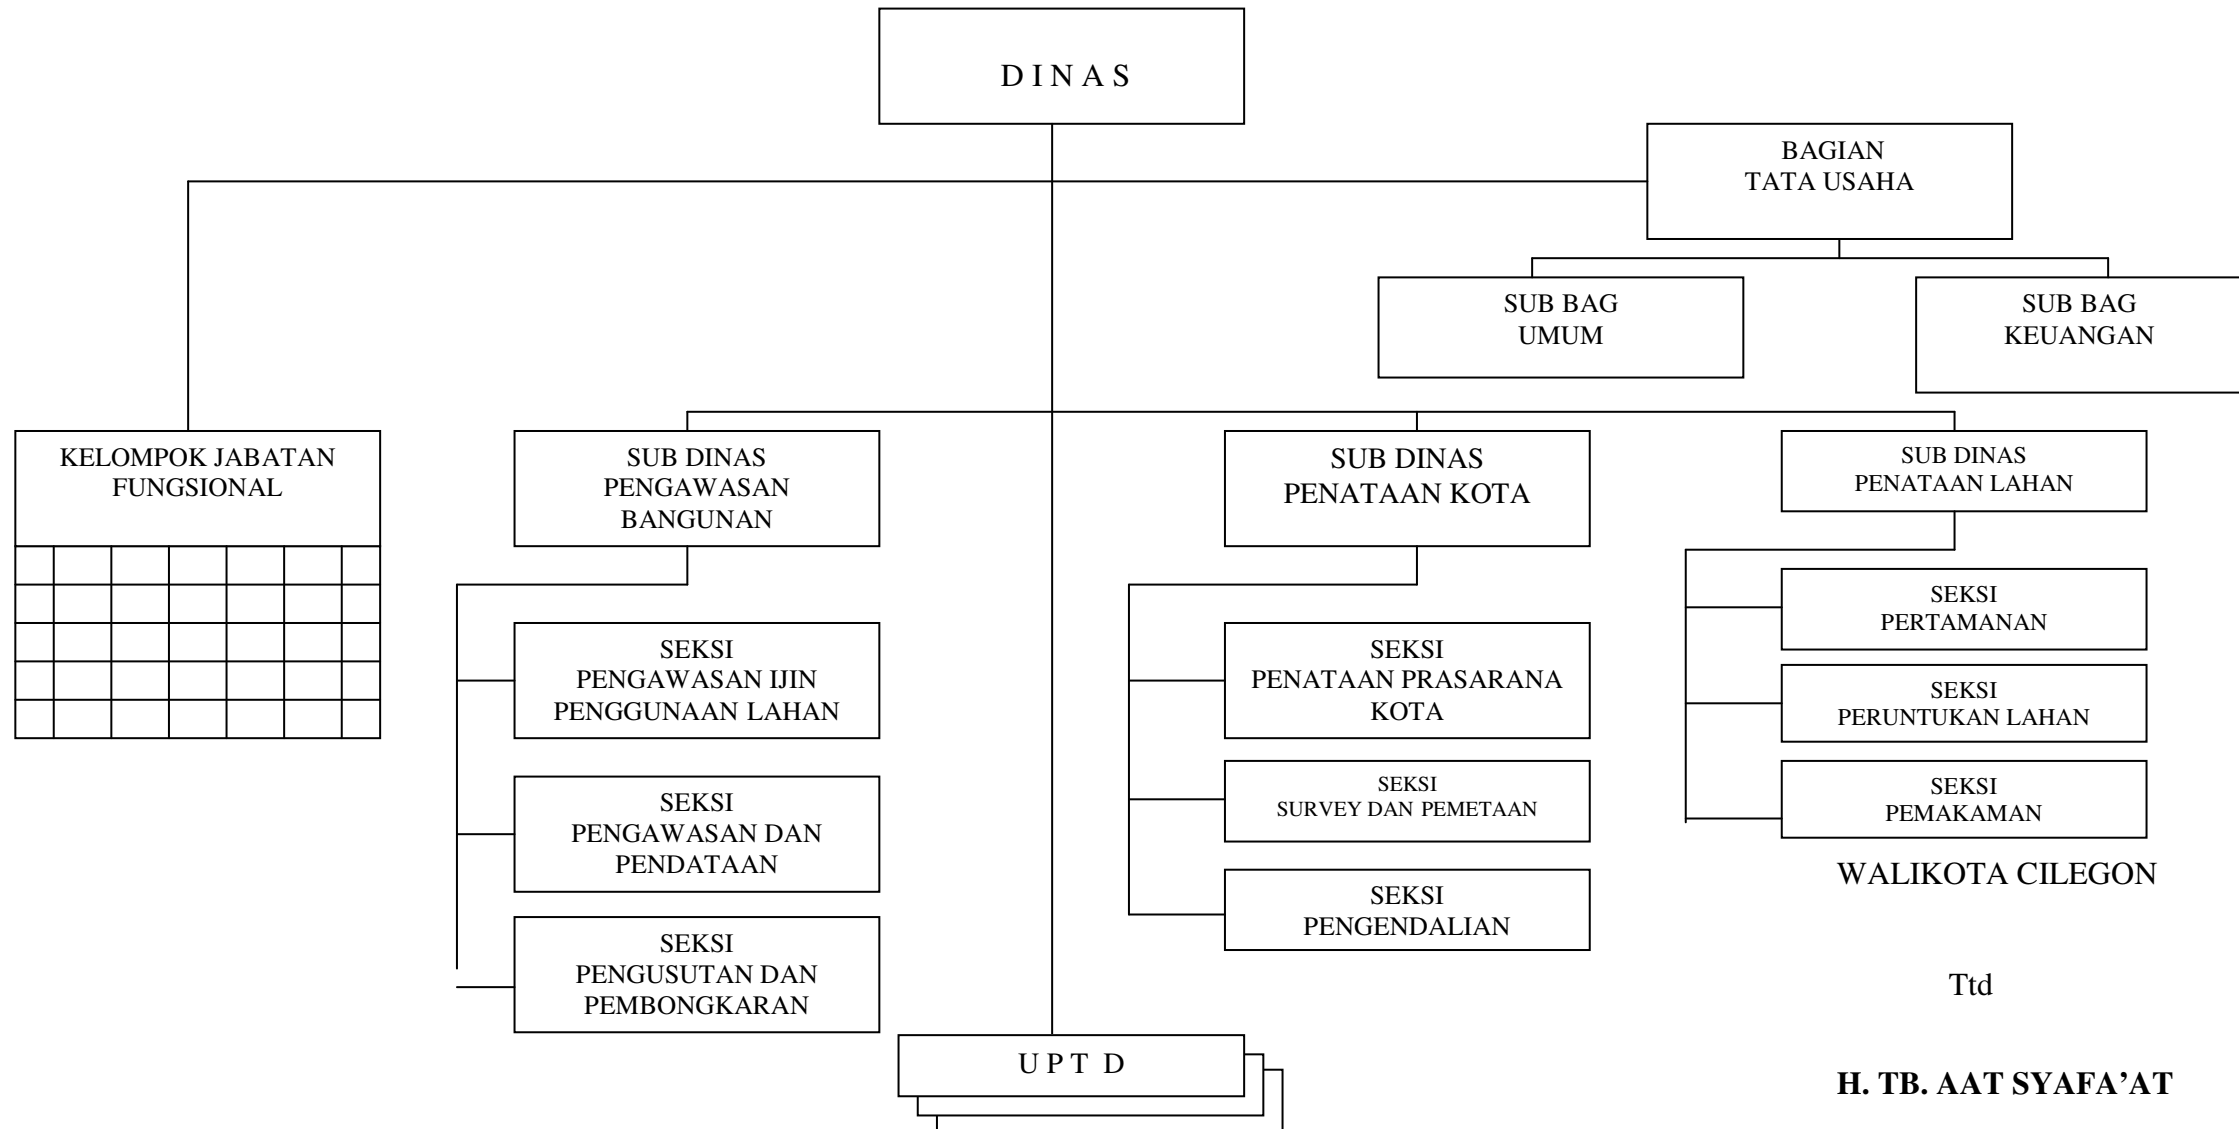 D I N A S
BAGIAN
TATA USAHA
SUB BAG
UMUM
SUB BAG
KEUANGAN
KELOMPOK JABATAN
FUNGSIONAL
SUB DINAS
PENGAWASAN
BANGUNAN
SUB DINAS
PENATAAN KOTA
SUB DINAS
PENATAAN LAHAN
SEKSI
PENGAWASAN IJIN
PENGGUNAAN LAHAN
SEKSI
PENGAWASAN DAN
PENDATAAN
SEKSI
PENGUSUTAN DAN
PEMBONGKARAN
SEKSI
PENATAAN PRASARANA
KOTA
SEKSI
SURVEY DAN PEMETAAN
SEKSI
PENGENDALIAN
SEKSI
PERTAMANAN
SEKSI
PERUNTUKAN LAHAN
SEKSI
PEMAKAMAN
U P T D
WALIKOTA CILEGON
Ttd
H. TB. AAT SYAFA’AT